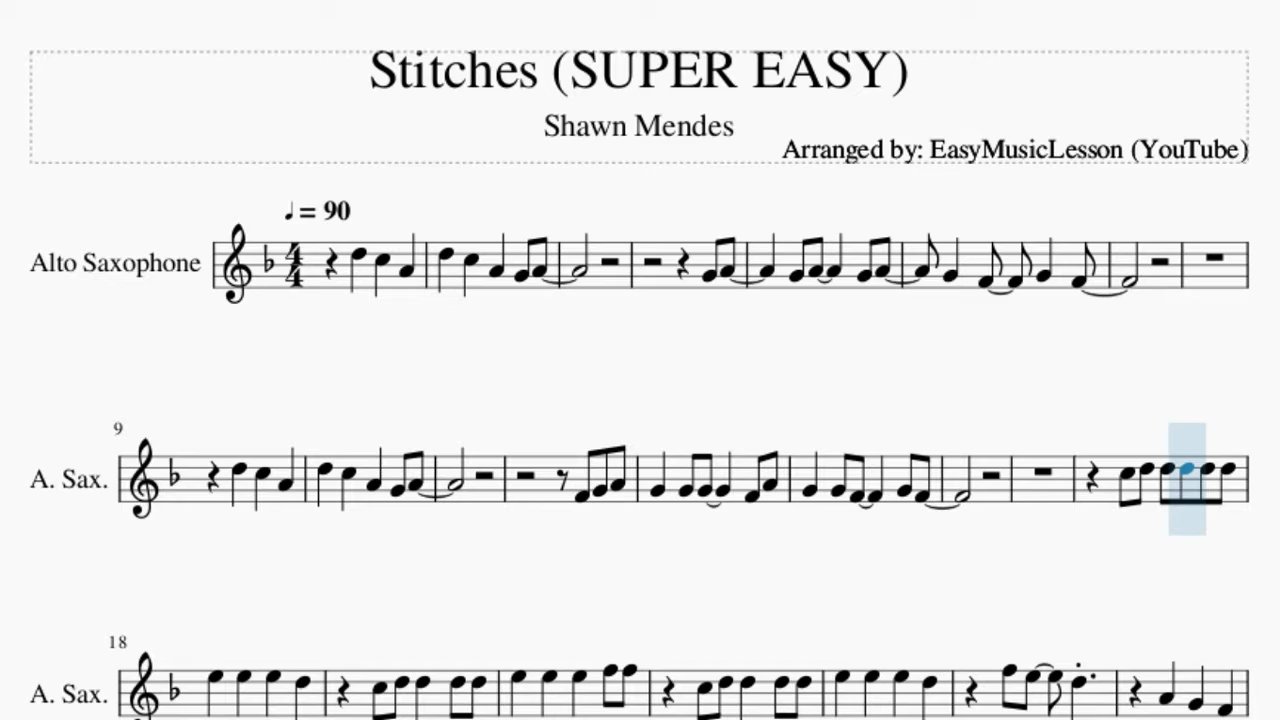 Stitches (SUPER EASY)
Shawn Mendes
Arranged by: EasyMusicLesson (YouTube)
♩ = 90
Alto Saxophone
4
4
9
A. Sax.
18
A. Sax.